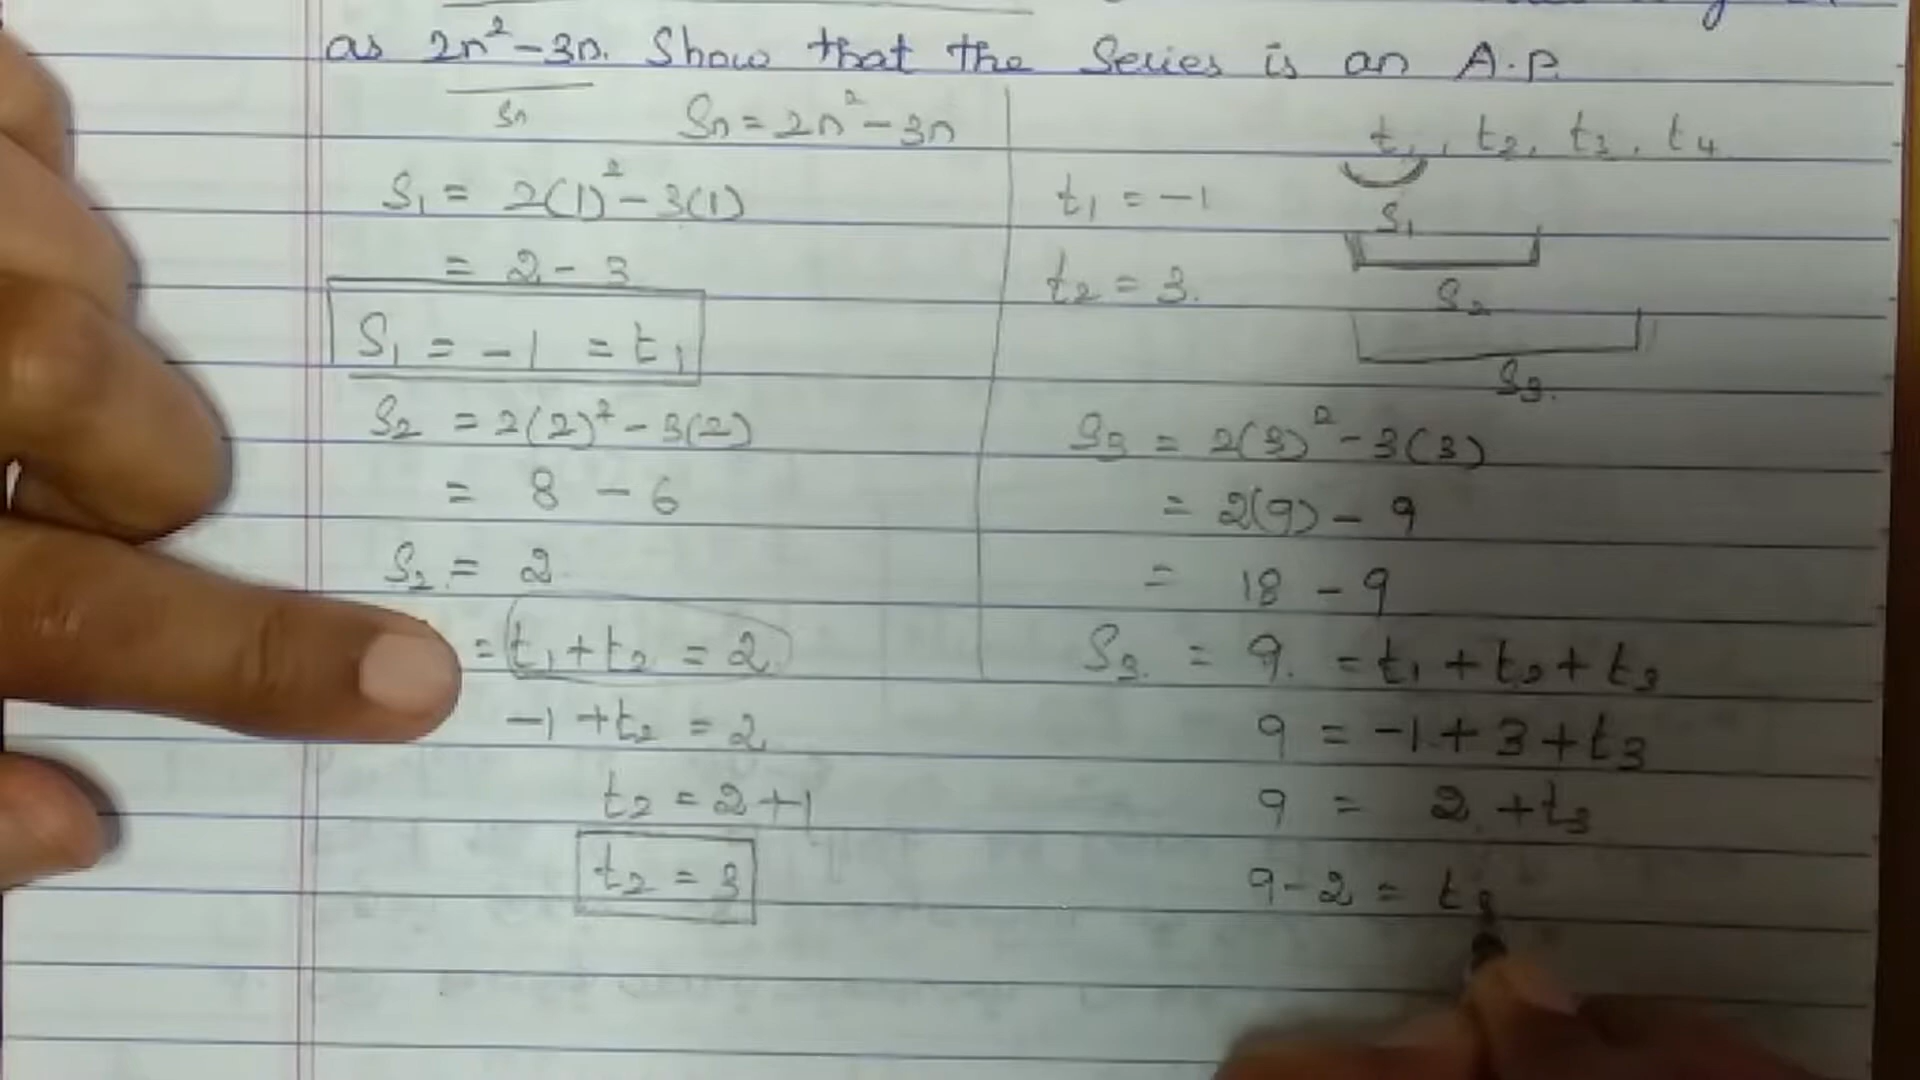 as 2n² - 3n. Show that the Series is an A.P.
Sn
Sn = 2n² - 3n
S₁ = 2(1)² - 3(1)
= 2 - 3
S₁ = -1 = t₁
S₂ = 2(2)² - 3(2)
= 8 - 6
S₂ = 2
= t₁ + t₂ = 2
-1 + t₂ = 2
t₂ = 2 + 1
t₂ = 3
t₁, t₂, t₃, t₄
t₁ = -1
S₁
t₂ = 3.
S₂
S₃.
S₃ = 2(3)² - 3(3)
= 2(9) - 9
= 18 - 9
S₃ = 9. = t₁ + t₂ + t₃
9 = -1 + 3 + t₃
9 = 2 + t₃
9 - 2 = t₃